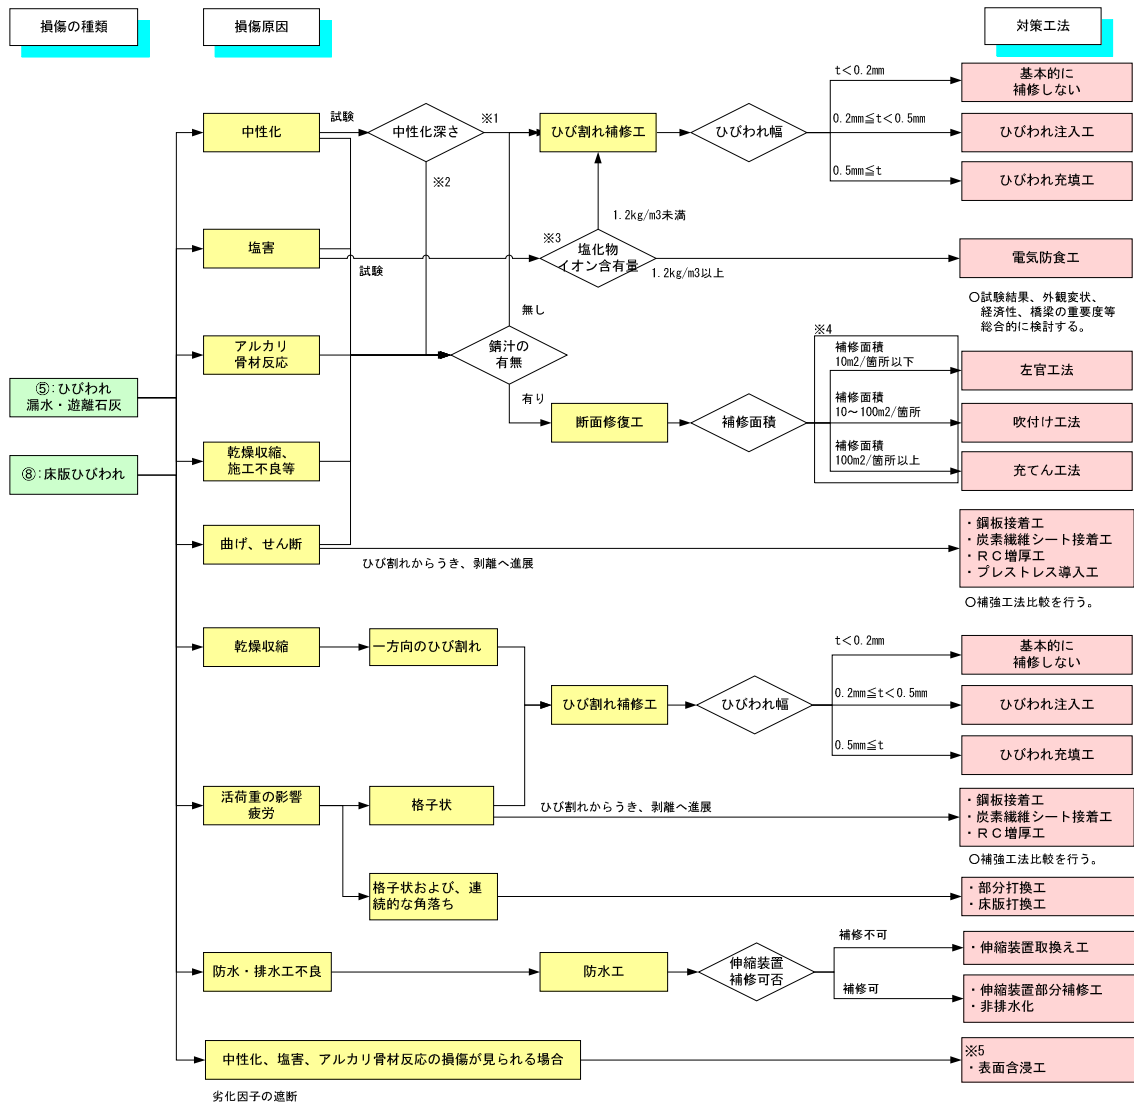 損傷の種類
損傷原因
対策工法
中性化
試験
中性化深さ
※1
※2
ひび割れ補修工
ひびわれ幅
t＜0.2mm
0.2mm≦t＜0.5mm
0.5mm≦t
基本的に
補修しない
ひびわれ注入工
ひびわれ充填工
塩害
試験
※3
塩化物
イオン含有量
1.2kg/m3未満
1.2kg/m3以上
電気防食工
○試験結果、外観変状、
経済性、橋梁の重要度等
総合的に検討する。
アルカリ
骨材反応
錆汁の
有無
無し
有り
断面修復工
補修面積
※4
補修面積
10m2/箇所以下
補修面積
10～100m2/箇所
補修面積
100m2/箇所以上
左官工法
吹付け工法
充てん工法
⑤：ひびわれ
漏水・遊離石灰
⑧：床版ひびわれ
乾燥収縮、
施工不良等
曲げ、せん断
ひび割れからうき、剥離へ進展
・鋼板接着工
・炭素繊維シート接着工
・ＲＣ増厚工
・プレストレス導入工
○補強工法比較を行う。
乾燥収縮
一方向のひび割れ
ひび割れ補修工
ひびわれ幅
t＜0.2mm
0.2mm≦t＜0.5mm
0.5mm≦t
基本的に
補修しない
ひびわれ注入工
ひびわれ充填工
活荷重の影響
疲労
格子状
ひび割れからうき、剥離へ進展
・鋼板接着工
・炭素繊維シート接着工
・ＲＣ増厚工
○補強工法比較を行う。
格子状および、連
続的な角落ち
・部分打換工
・床版打換工
防水・排水工不良
防水工
伸縮装置
補修可否
補修不可
補修可
・伸縮装置取換え工
・伸縮装置部分補修工
・非排水化
中性化、塩害、アルカリ骨材反応の損傷が見られる場合
※5
・表面含浸工
劣化因子の遮断